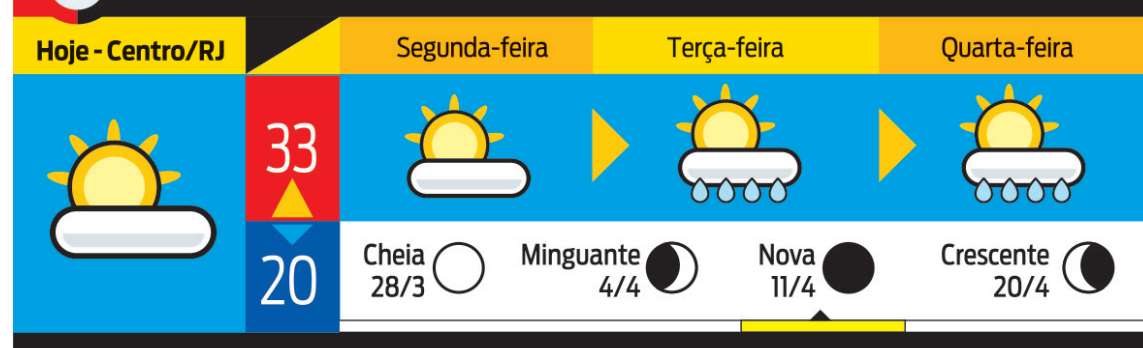 Hoje - Centro/RJ
Segunda-feira
Terça-feira
Quarta-feira
33
20
Cheia
28/3
Minguante
4/4
Nova
11/4
Crescente
20/4